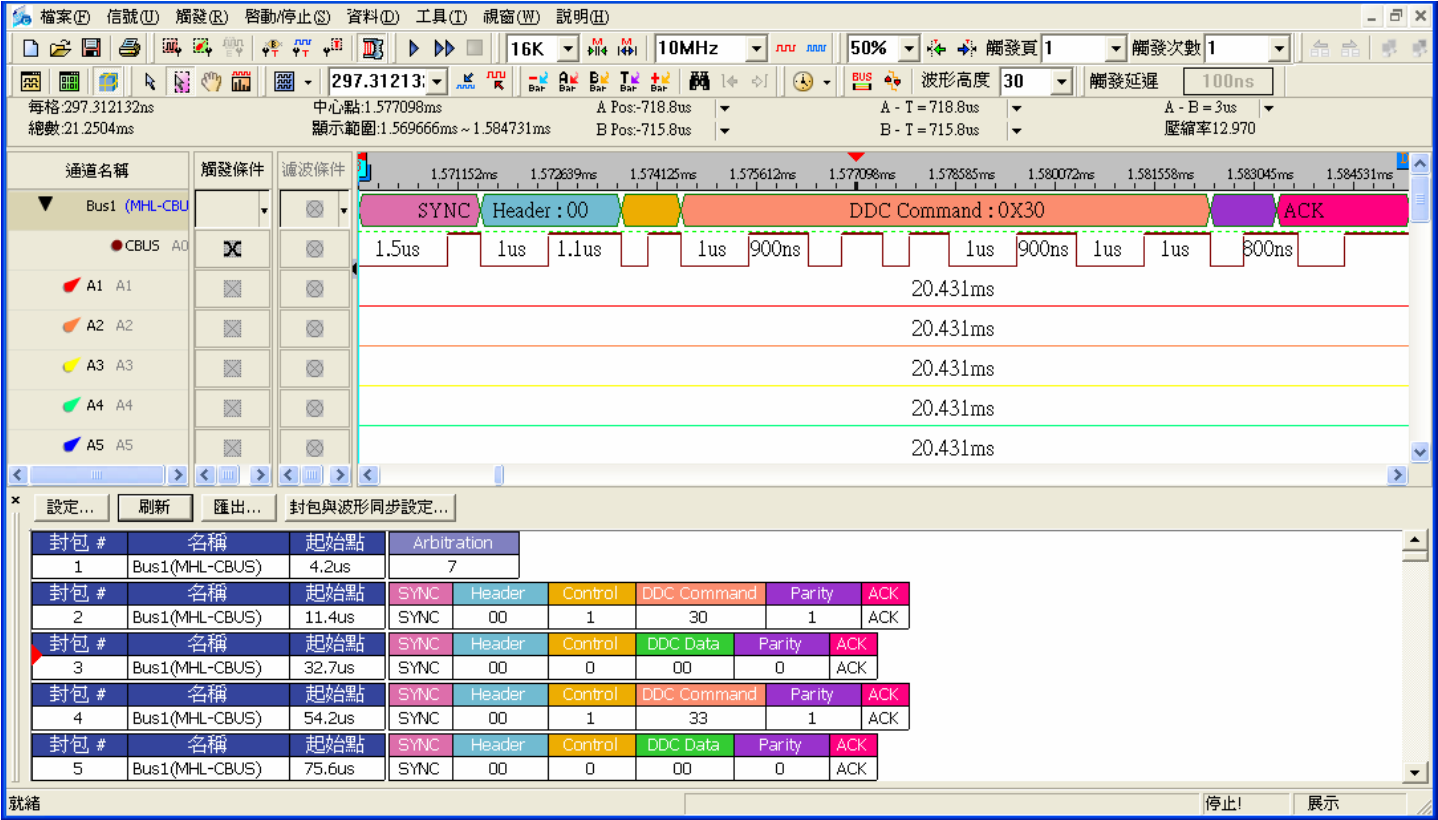 檔案(F) 信號(U) 觸發(R) 啓動/停止(S) 資料(D) 工具(T) 視窗(W) 說明(H)
16K 10MHz 50% 觸發頁 1 觸發次數 1
297.31213 Bar Bar Bar Bar Bar BUS 波形高度 30 觸發延遲 100ns
每格:297.312132ns 中心點:1.577098ms A Pos:-718.8us A - T = 718.8us A - B = 3us
總數:21.2504ms 顯示範圍:1.569666ms ~ 1.584731ms B Pos:-715.8us B - T = 715.8us 壓縮率12.970
通道名稱 觸發條件 濾波條件 1.571152ms 1.572639ms 1.574125ms 1.575612ms 1.577098ms 1.578585ms 1.580072ms 1.581558ms 1.583045ms 1.584531ms
Bus1 (MHL-CBU SYNC Header : 00 DDC Command : 0X30 ACK
CBUS A0 1.5us 1us 1.1us 1us 900ns 1us 900ns 1us 1us 800ns
A1 A1 20.431ms
A2 A2 20.431ms
A3 A3 20.431ms
A4 A4 20.431ms
A5 A5 20.431ms
設定... 刷新 匯出... 封包與波形同步設定...
封包 # 名稱 起始點 Arbitration
1 Bus1(MHL-CBUS) 4.2us 7
封包 # 名稱 起始點 SYNC Header Control DDC Command Parity ACK
2 Bus1(MHL-CBUS) 11.4us SYNC 00 1 30 1 ACK
封包 # 名稱 起始點 SYNC Header Control DDC Data Parity ACK
3 Bus1(MHL-CBUS) 32.7us SYNC 00 0 00 0 ACK
封包 # 名稱 起始點 SYNC Header Control DDC Command Parity ACK
4 Bus1(MHL-CBUS) 54.2us SYNC 00 1 33 1 ACK
封包 # 名稱 起始點 SYNC Header Control DDC Data Parity ACK
5 Bus1(MHL-CBUS) 75.6us SYNC 00 0 00 0 ACK
就緒 停止! 展示